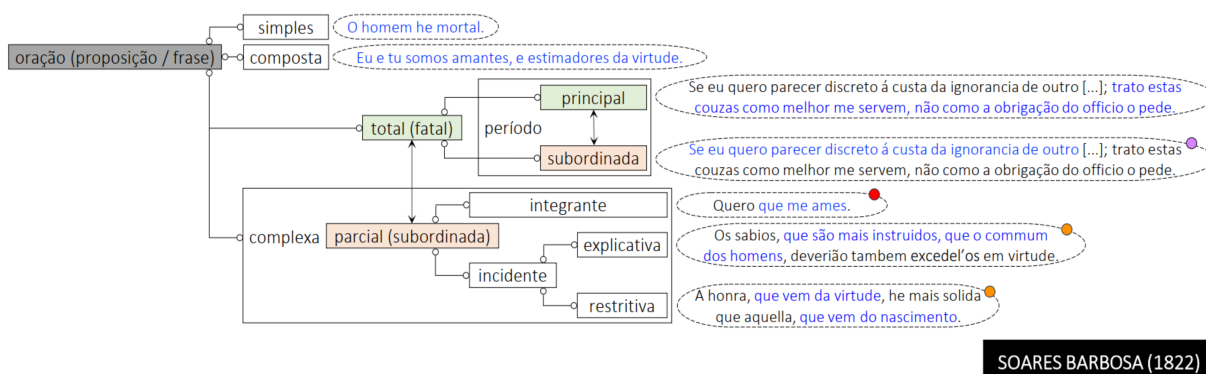 simples
O homem he mortal.
oração (proposição / frase)
composta
Eu e tu somos amantes, e estimadores da virtude.
principal
Se eu quero parecer discreto á custa da ignorancia de outro [...]; trato estas
couzas como melhor me servem, não como a obrigação do officio o pede.
total (fatal)
período
subordinada
Se eu quero parecer discreto á custa da ignorancia de outro [...]; trato estas
couzas como melhor me servem, não como a obrigação do officio o pede.
integrante
Quero que me ames.
complexa
parcial (subordinada)
explicativa
Os sabios, que são mais instruidos, que o commum
dos homens, deverião tambem excedel'os em virtude.
incidente
restritiva
A honra, que vem da virtude, he mais solida
que aquella, que vem do nascimento.
SOARES BARBOSA (1822)